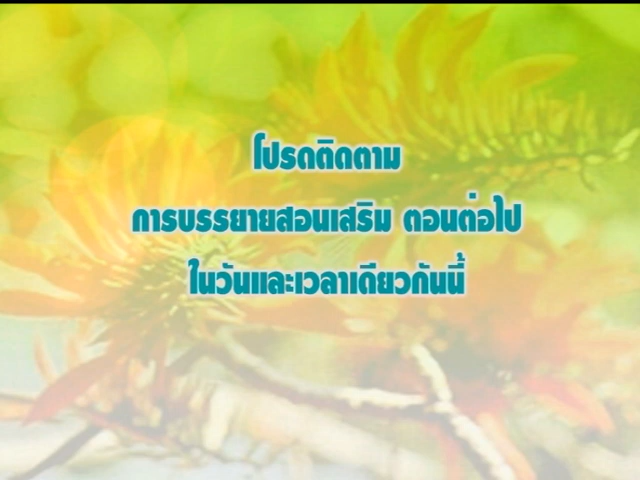 โปรดติดตาม
การบรรยายสอนเสริม ตอนต่อไป
ในวันและเวลาเดียวกันนี้